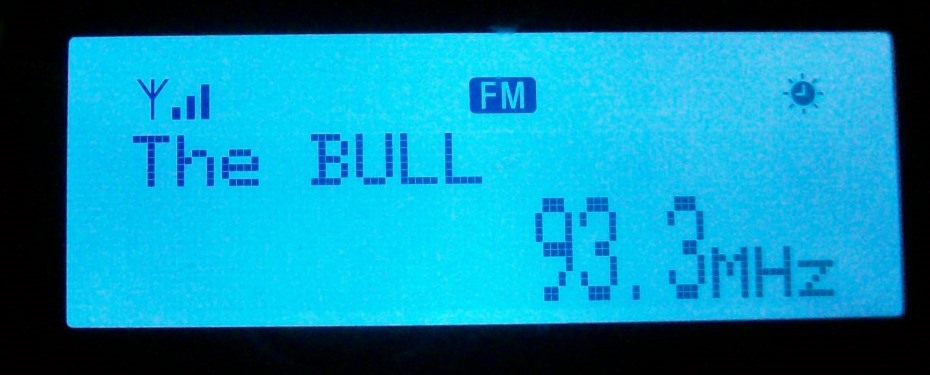 FM
The BULL
93.3MHz